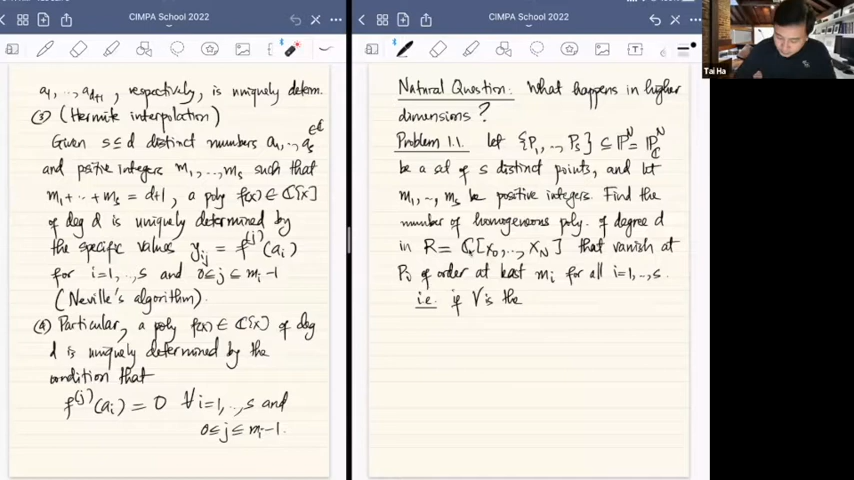 CIMPA School 2022
a1, .., ad+1, respectively, is uniquely determ.
(3) (Hermite interpolation)
Given s ≤ d distinct numbers a1, .., as ∈ ℂ
and psitive integers m1, .., ms such that
m1 + .. + ms = d+1, a poly f(x) ∈ ℂ[x]
of deg d is uniquely determined by
the specific values yij = f^(j)(ai)
for i=1, .., s and 0 ≤ j ≤ mi -1
(Neville's algorithm).
(4) Particular, a poly f(x) ∈ ℂ[x] of deg
d is uniquely determined by the
condition that
f^(j)(ai) = 0 ∀ i=1, .., s and
0 ≤ j ≤ mi -1.
CIMPA School 2022
Natural Question: What happens in higher
dimensions?
Problem 1.1. Let {P1, .., Ps} ⊆ ℙ^N = ℙ^N_ℂ
be a set of s distinct points, and let
m1, .., ms be positive integers. Find the
number of homogeneous poly. of degree d
in R = ℂ[x0, .., xN] that vanish at
Pi of order at least mi for all i=1, .., s.
i.e. if V is the
Tai Ha